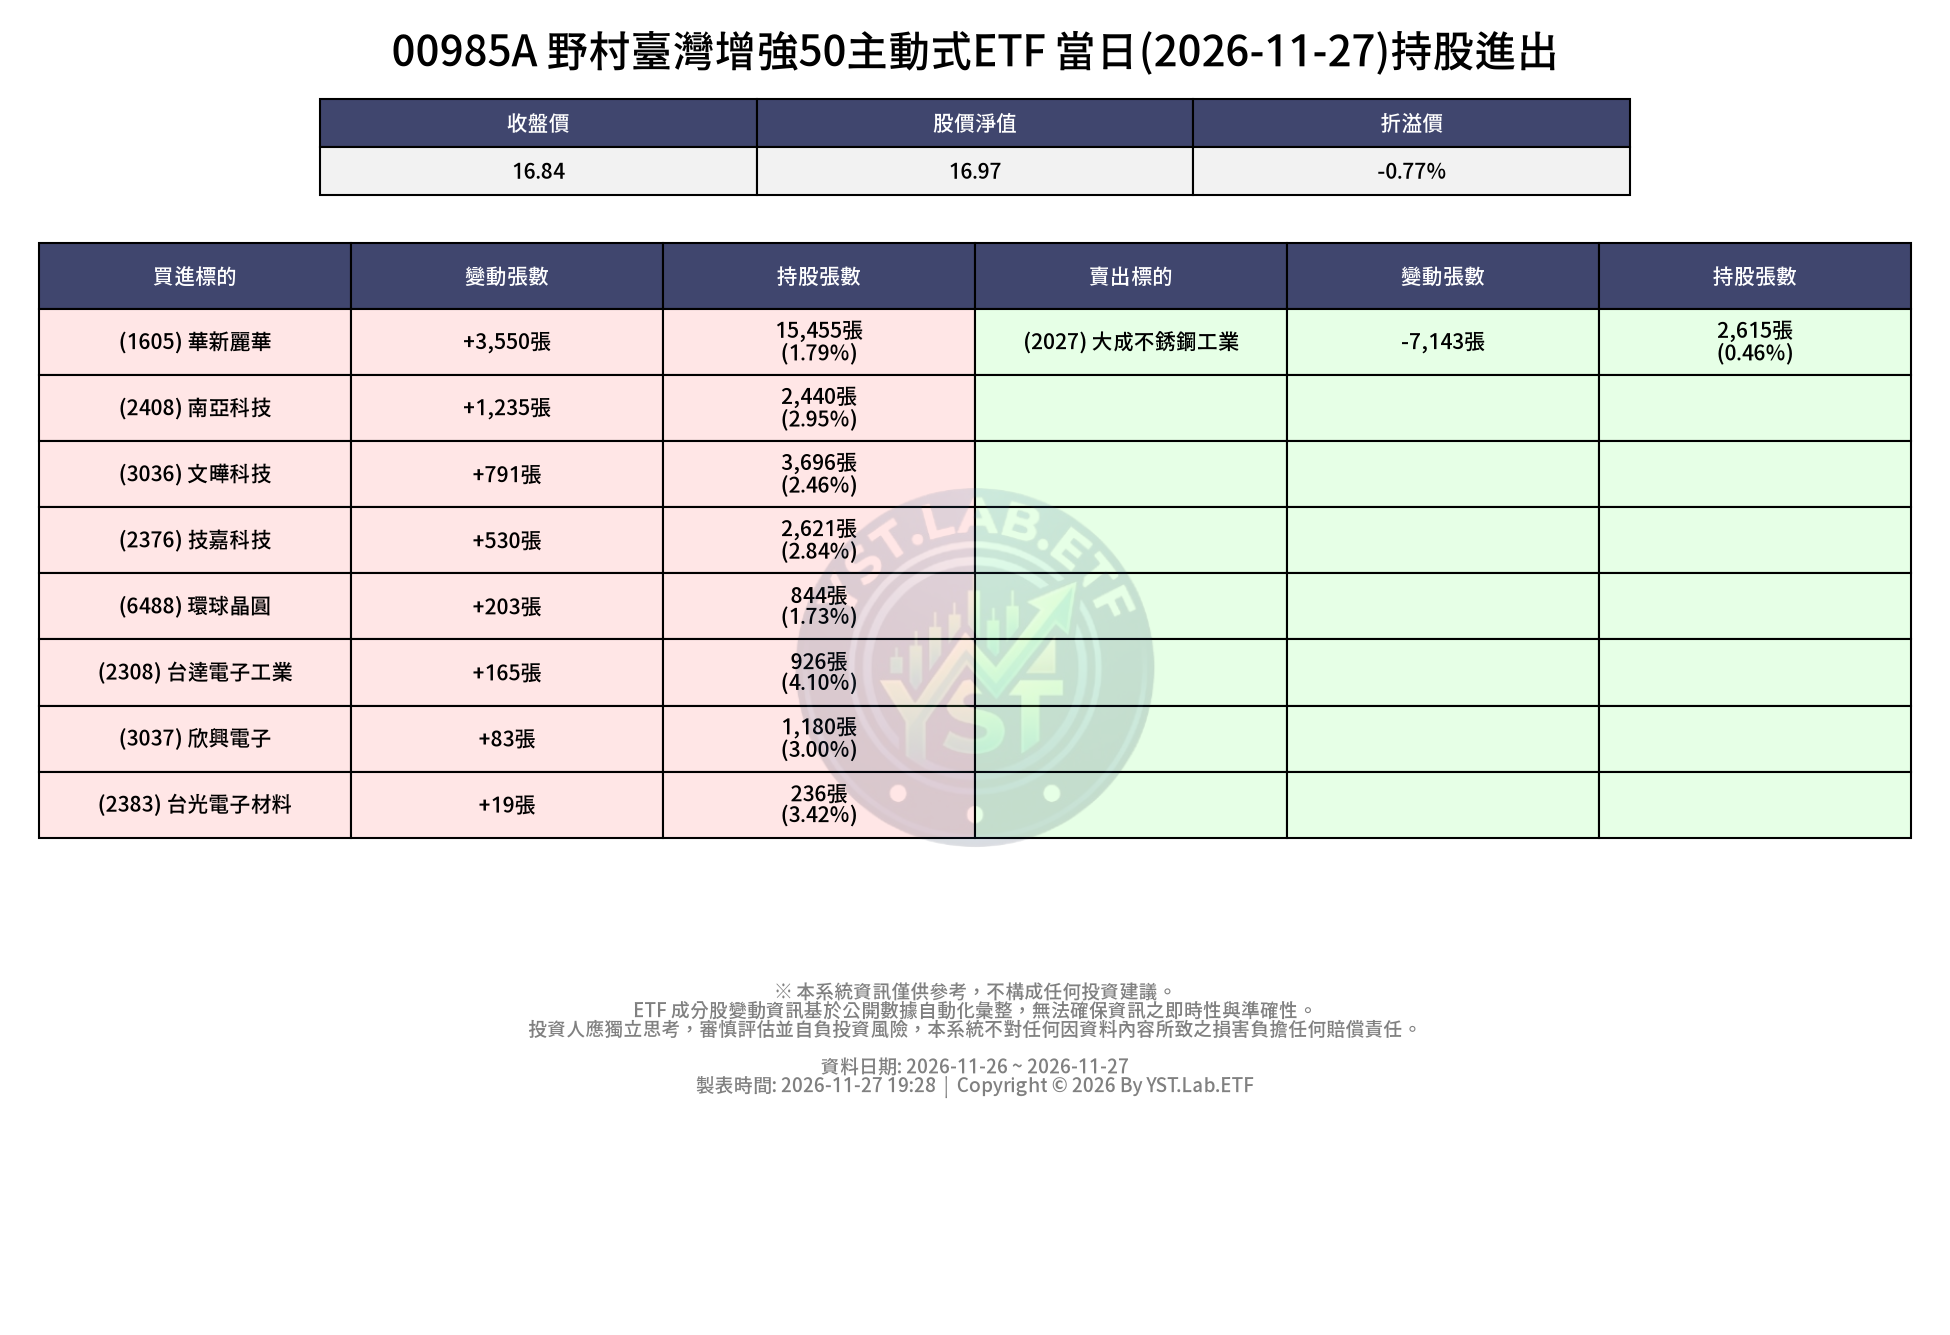 00985A 野村臺灣增強50主動式ETF 當日(2026-11-27)持股進出
收盤價 股價淨值 折溢價
16.84 16.97 -0.77%
買進標的 變動張數 持股張數 賣出標的 變動張數 持股張數
(1605) 華新麗華 +3,550張 15,455張 (1.79%) (2027) 大成不銹鋼工業 -7,143張 2,615張 (0.46%)
(2408) 南亞科技 +1,235張 2,440張 (2.95%)
(3036) 文曄科技 +791張 3,696張 (2.46%)
(2376) 技嘉科技 +530張 2,621張 (2.84%)
(6488) 環球晶圓 +203張 844張 (1.73%)
(2308) 台達電子工業 +165張 926張 (4.10%)
(3037) 欣興電子 +83張 1,180張 (3.00%)
(2383) 台光電子材料 +19張 236張 (3.42%)
YST.LAB.ETF
YST
※ 本系統資訊僅供參考，不構成任何投資建議。
ETF 成分股變動資訊基於公開數據自動化彙整，無法確保資訊之即時性與準確性。
投資人應獨立思考，審慎評估並自負投資風險，本系統不對任何因資料內容所致之損害負擔任何賠償責任。
資料日期: 2026-11-26 ~ 2026-11-27
製表時間: 2026-11-27 19:28 │ Copyright © 2026 By YST.Lab.ETF